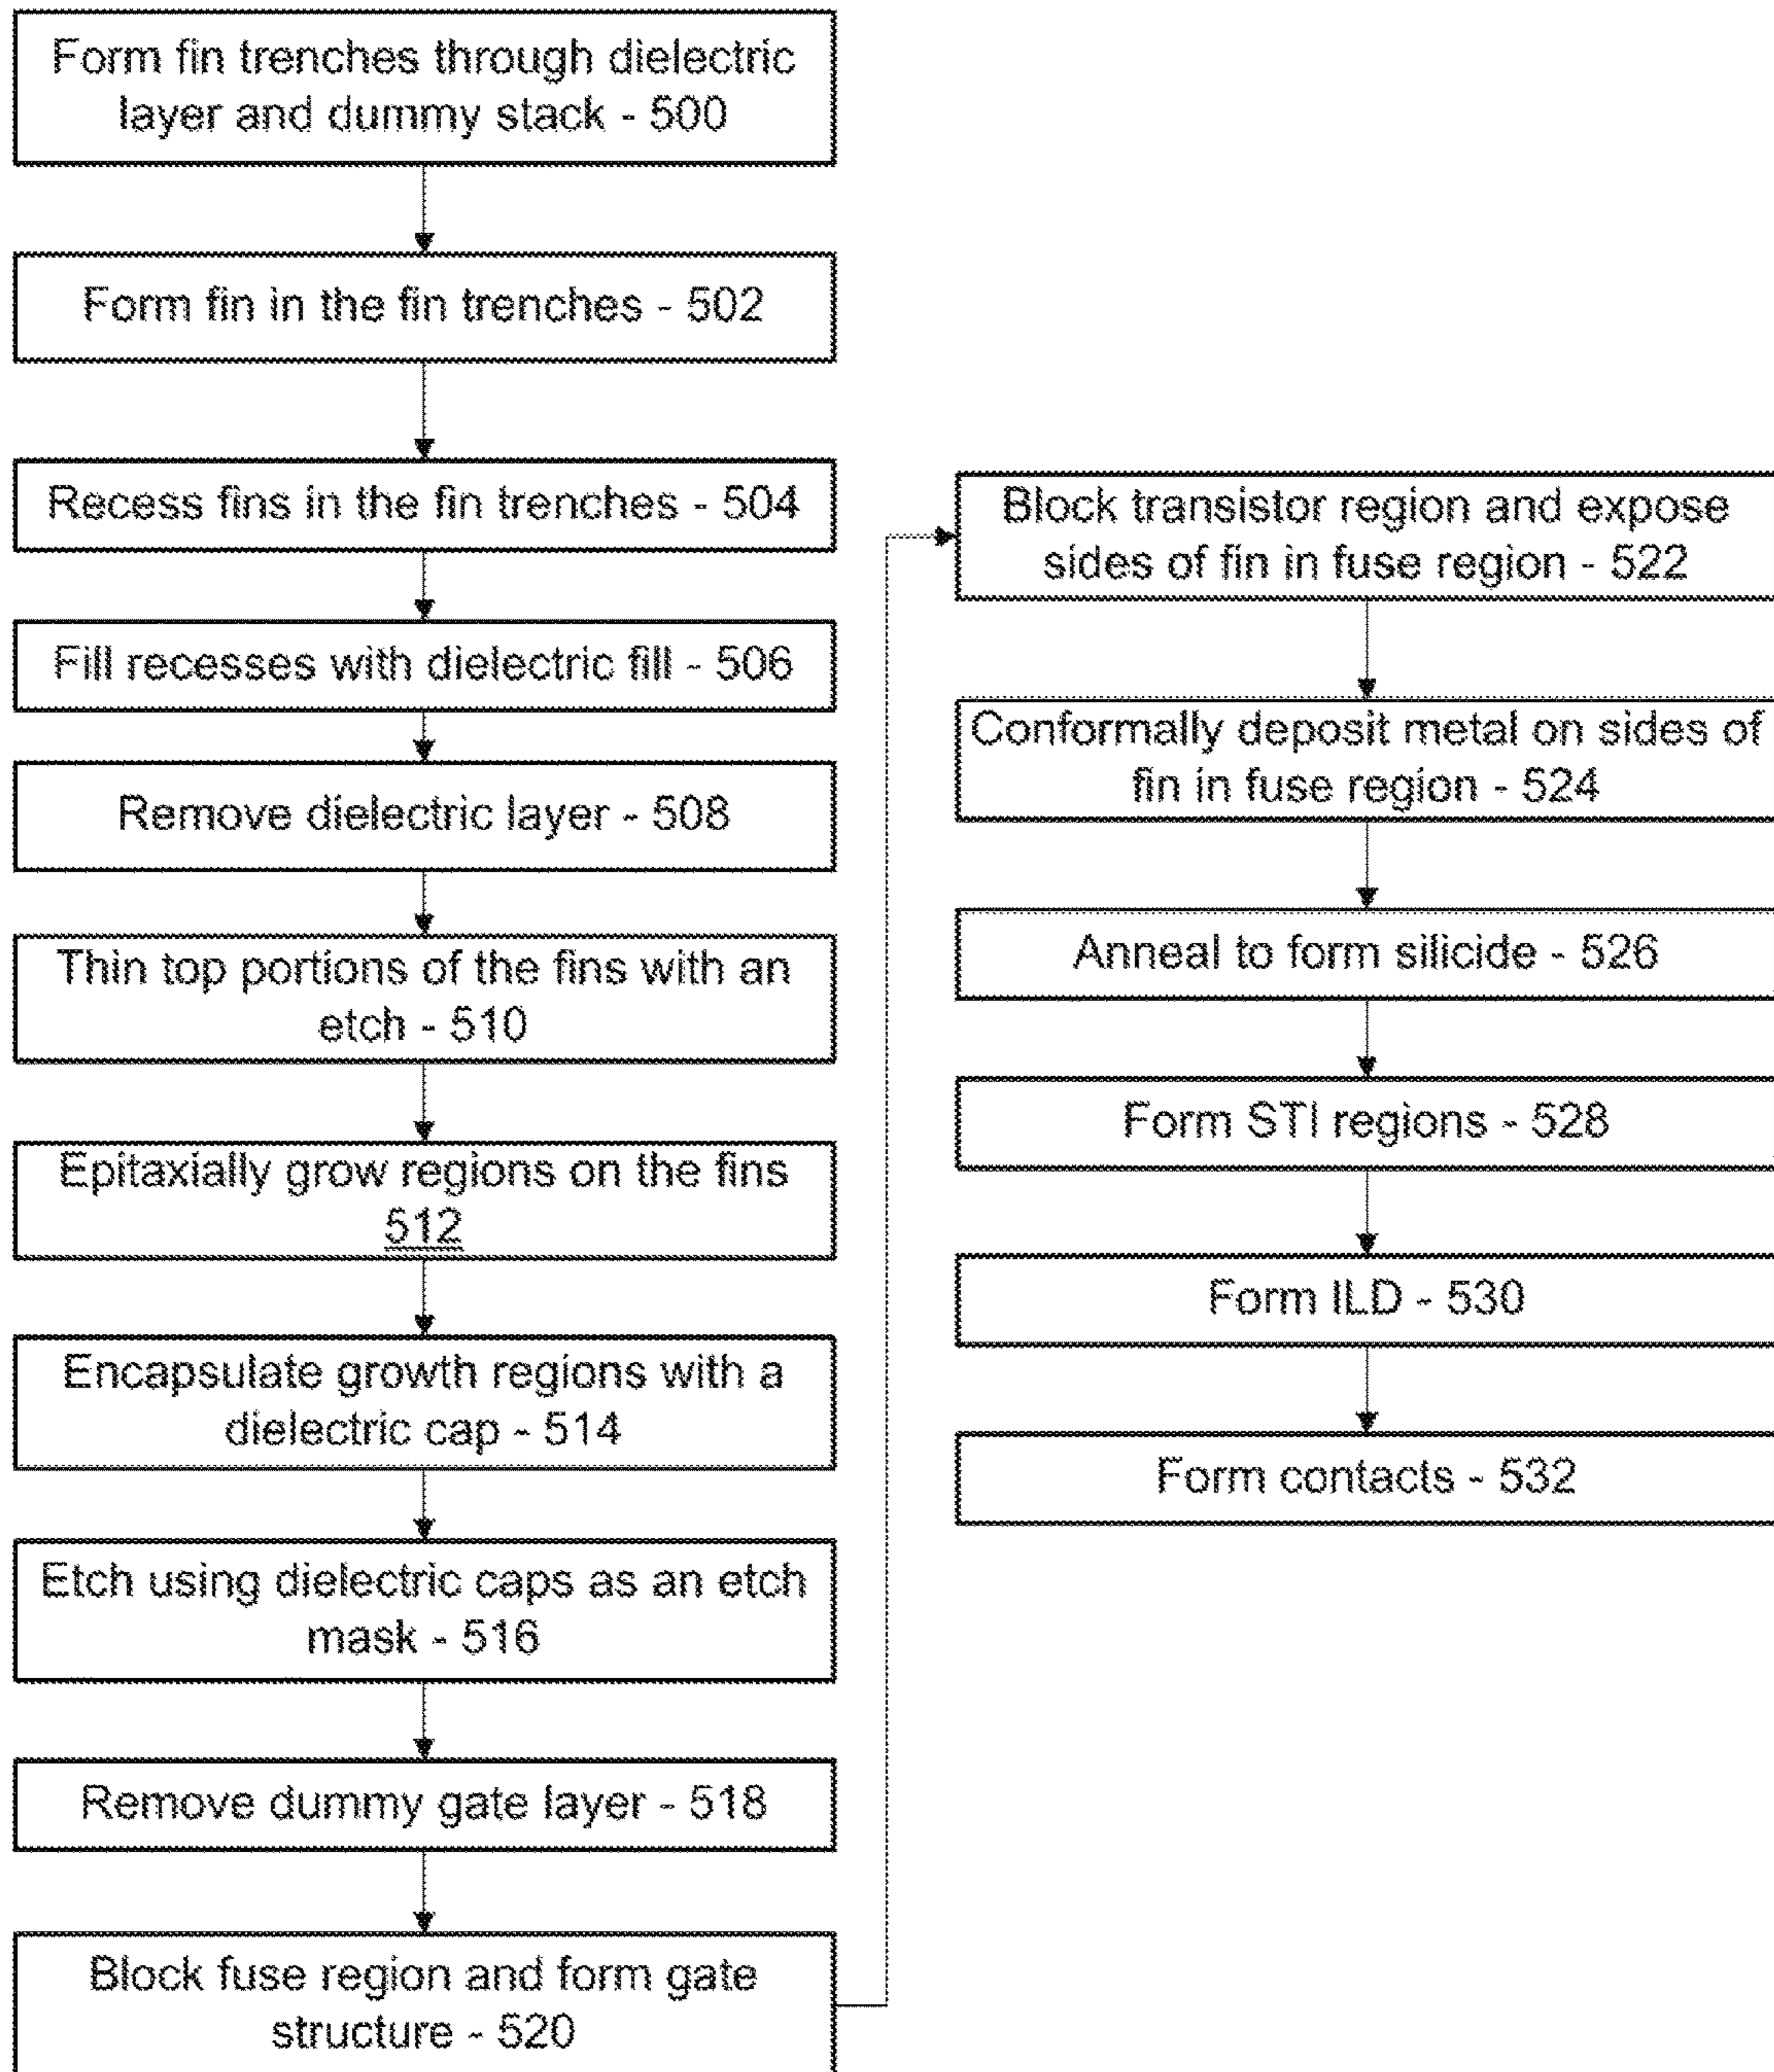 Form fin trenches through dielectric
layer and dummy stack - 500
Form fin in the fin trenches - 502
Recess fins in the fin trenches - 504
Fill recesses with dielectric fill - 506
Remove dielectric layer - 508
Thin top portions of the fins with an
etch - 510
Epitaxially grow regions on the fins
512
Encapsulate growth regions with a
dielectric cap - 514
Etch using dielectric caps as an etch
mask - 516
Remove dummy gate layer - 518
Block fuse region and form gate
structure - 520
Block transistor region and expose
sides of fin in fuse region - 522
Conformally deposit metal on sides of
fin in fuse region - 524
Anneal to form silicide - 526
Form STI regions - 528
Form ILD - 530
Form contacts - 532